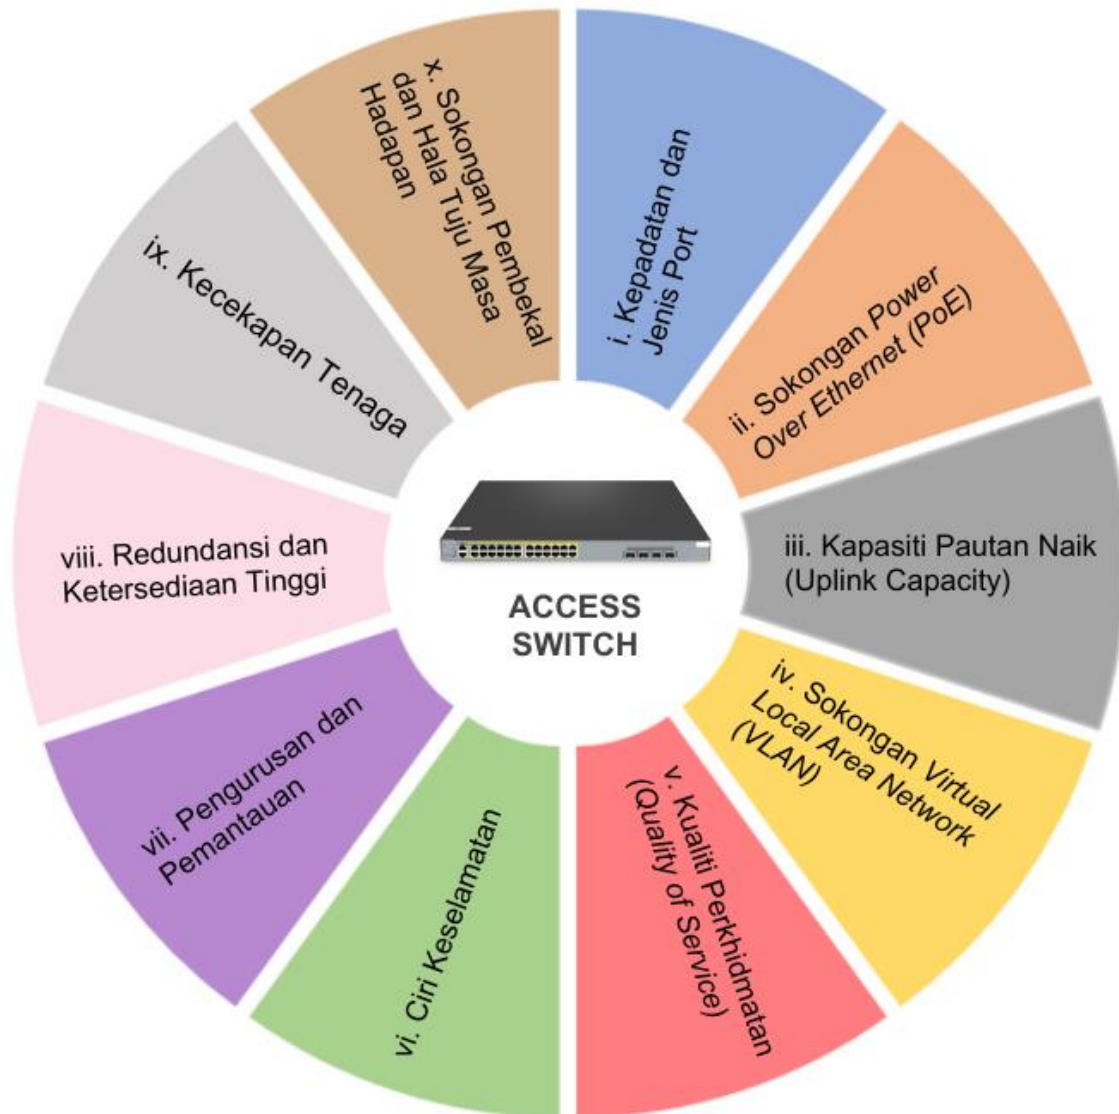 i. Kepadatan dan
Jenis Port
ii. Sokongan Power
Over Ethernet (PoE)
iii. Kapasiti Pautan Naik
(Uplink Capacity)
iv. Sokongan Virtual
Local Area Network
(VLAN)
v. Kualiti Perkhidmatan
(Quality of Service)
vi. Ciri Keselamatan
vii. Pengurusan dan
Pemantauan
viii. Redundansi dan
Ketersediaan Tinggi
ix. Kecekapan Tenaga
x. Sokongan Pembekal
dan Hala Tuju Masa
Hadapan
ACCESS
SWITCH